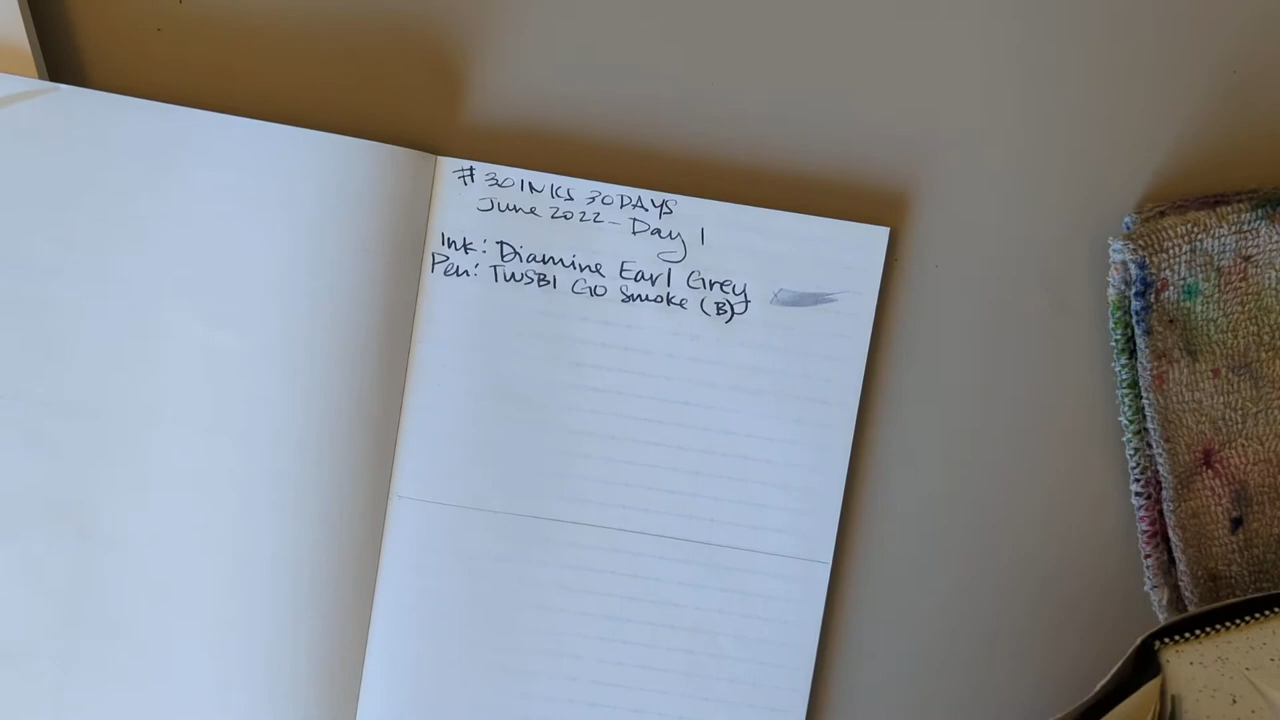 #30INKS 30DAYS
June 2022 - Day 1
Ink: Diamine Earl Grey
Pen: TWSBI GO Smoke (B)